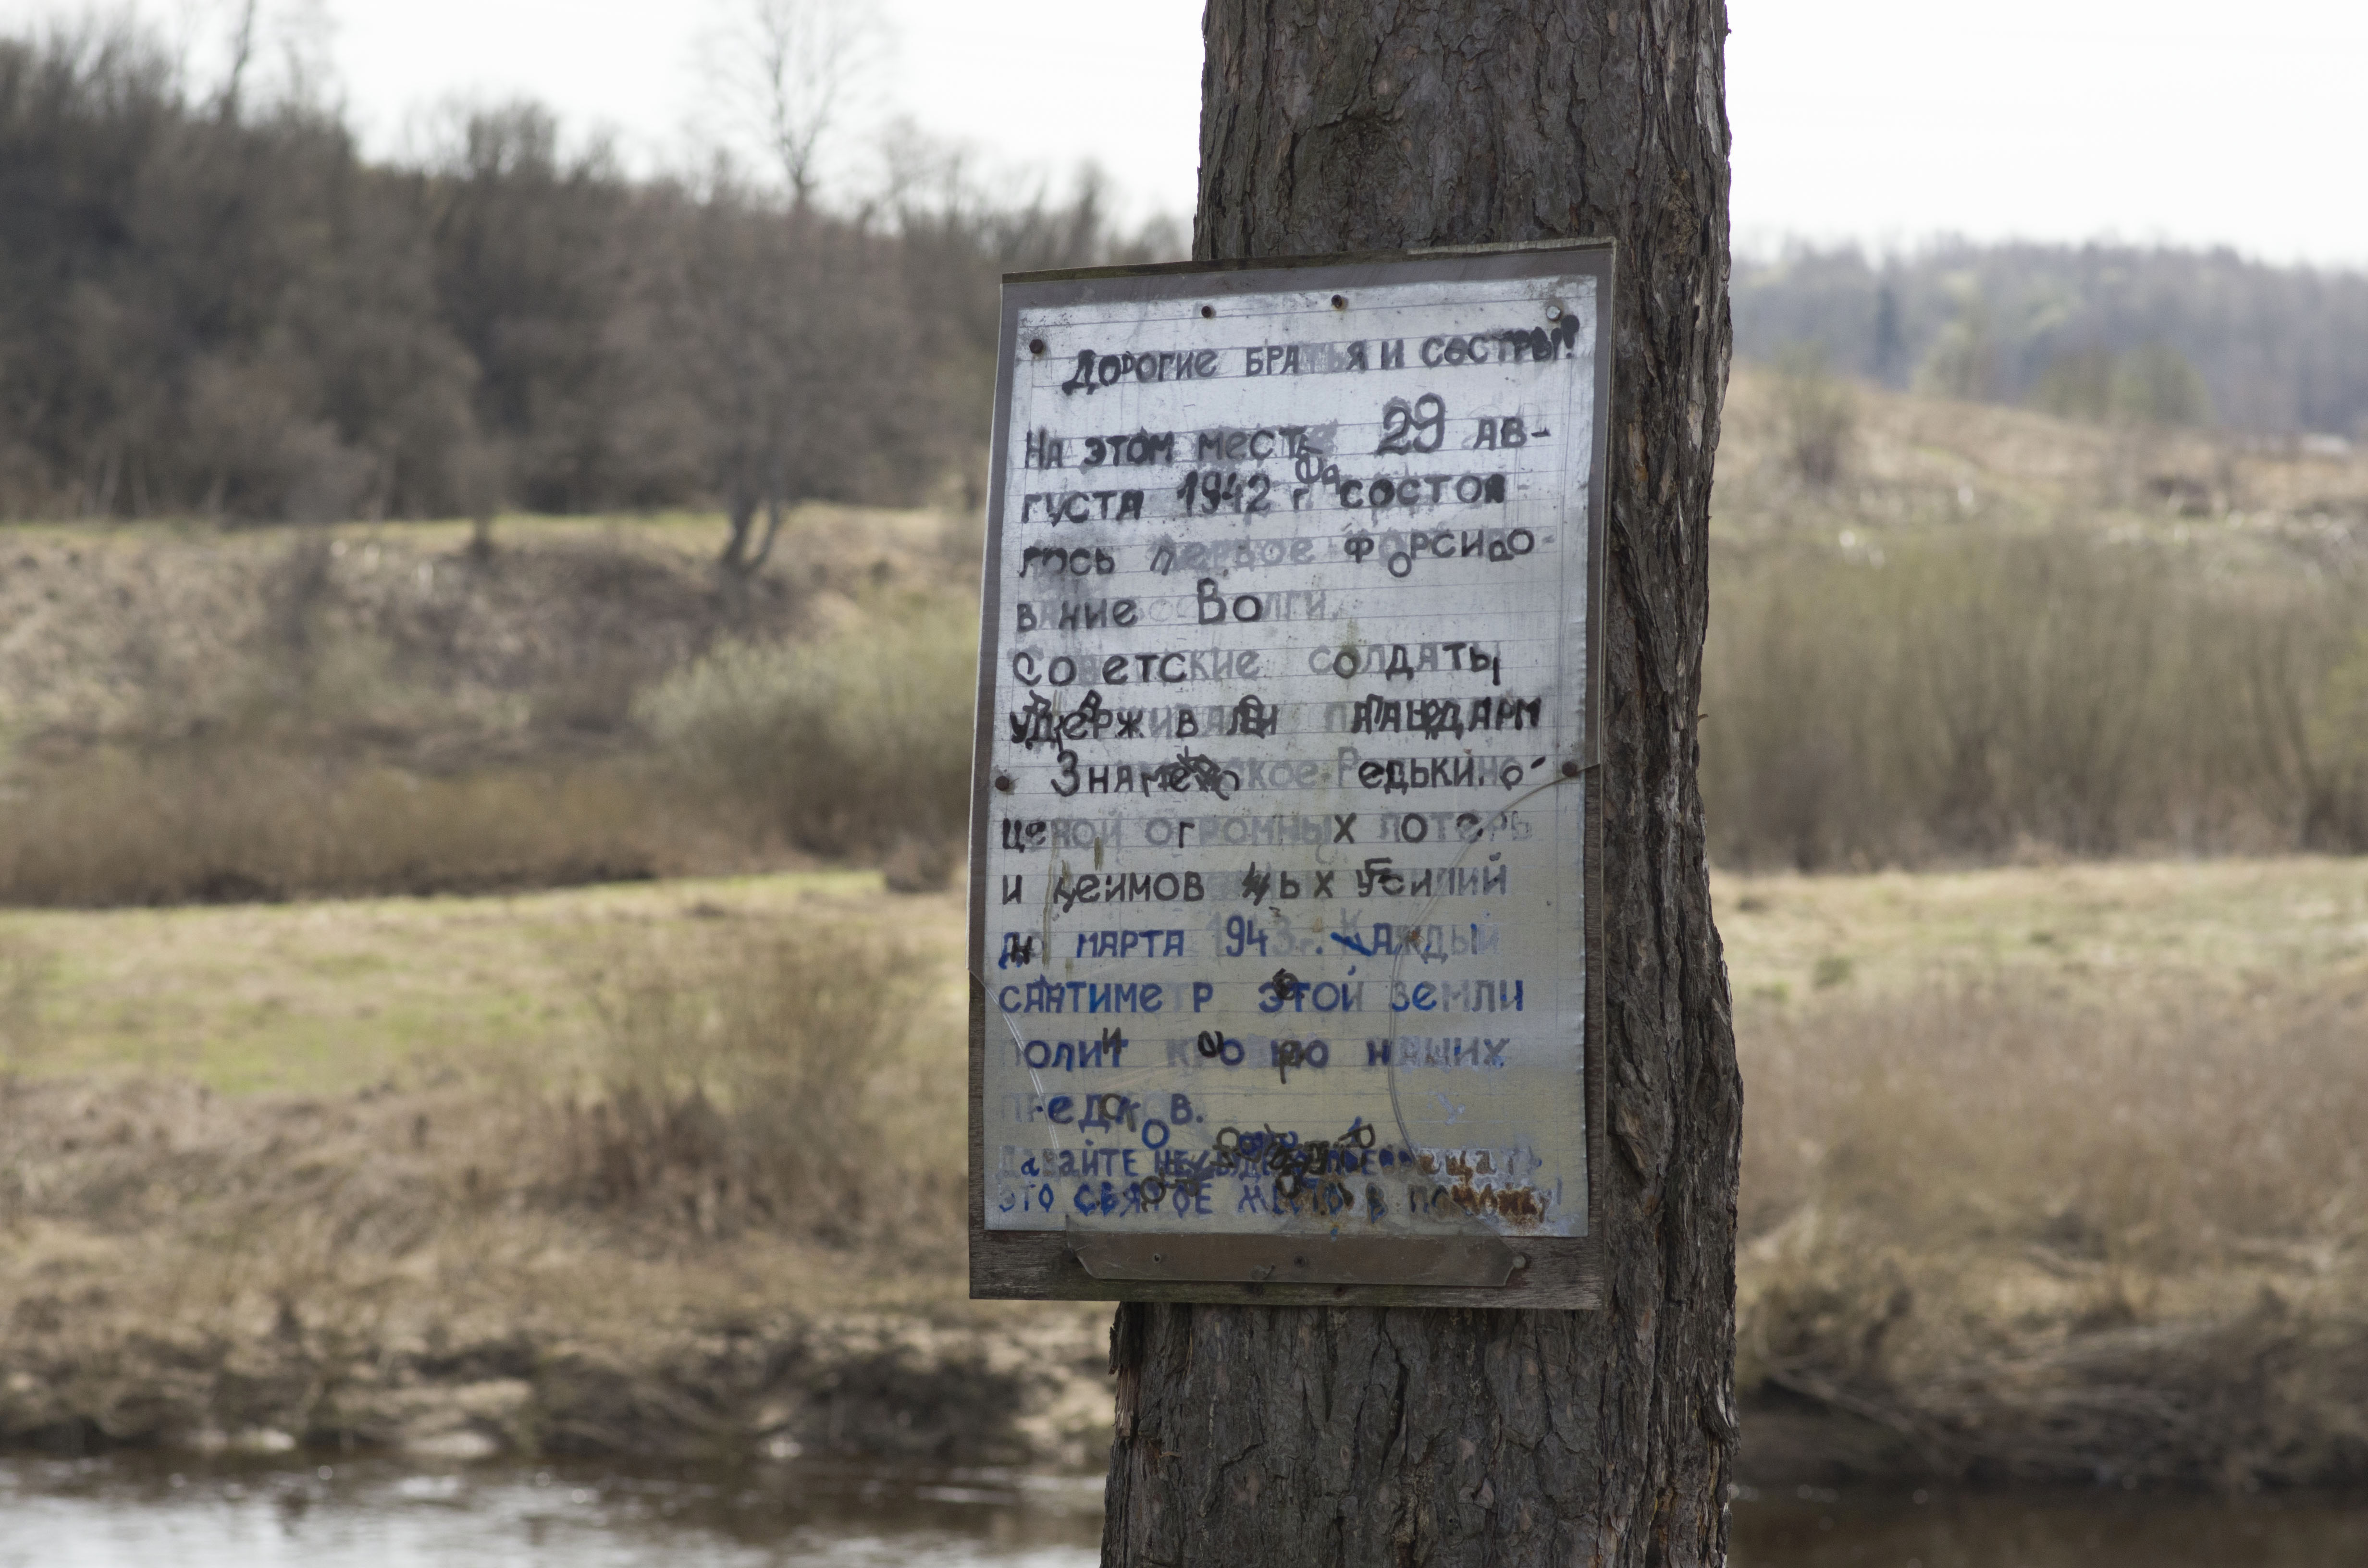 Дорогие братья и сестры!
На этом месте 29 ав-
густа 1942 г. состоя-
лось первое форсиро-
вание Волги.
Советские солдаты
удерживали плацдарм
Знаменское-Редькино
ценой огромных потерь
и неимоверных усилий
до марта 1943 г. Каждый
сантиметр этой земли
полит кровью наших
предков.
Давайте не будем превращать
это святое место в помойку!